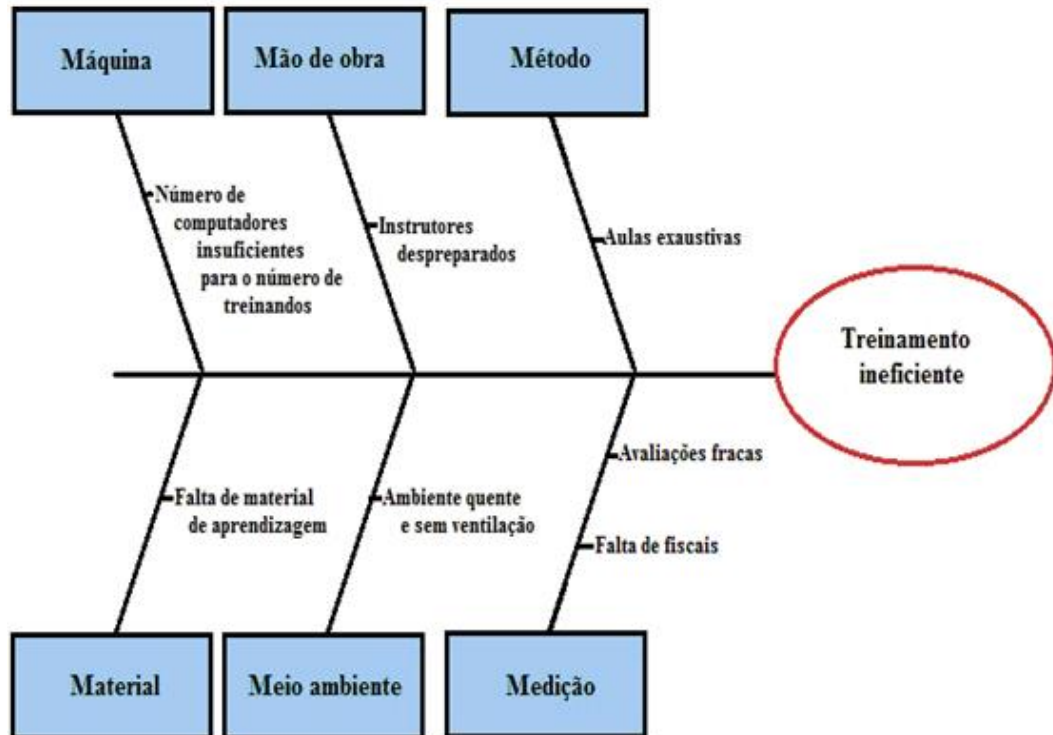 Máquina
Mão de obra
Método
Número de
computadores
insuficientes
para o número de
treinandos
Instrutores
despreparados
Aulas exaustivas
Treinamento
ineficiente
Avaliações fracas
Falta de material
de aprendizagem
Ambiente quente
e sem ventilação
Falta de fiscais
Material
Meio ambiente
Medição